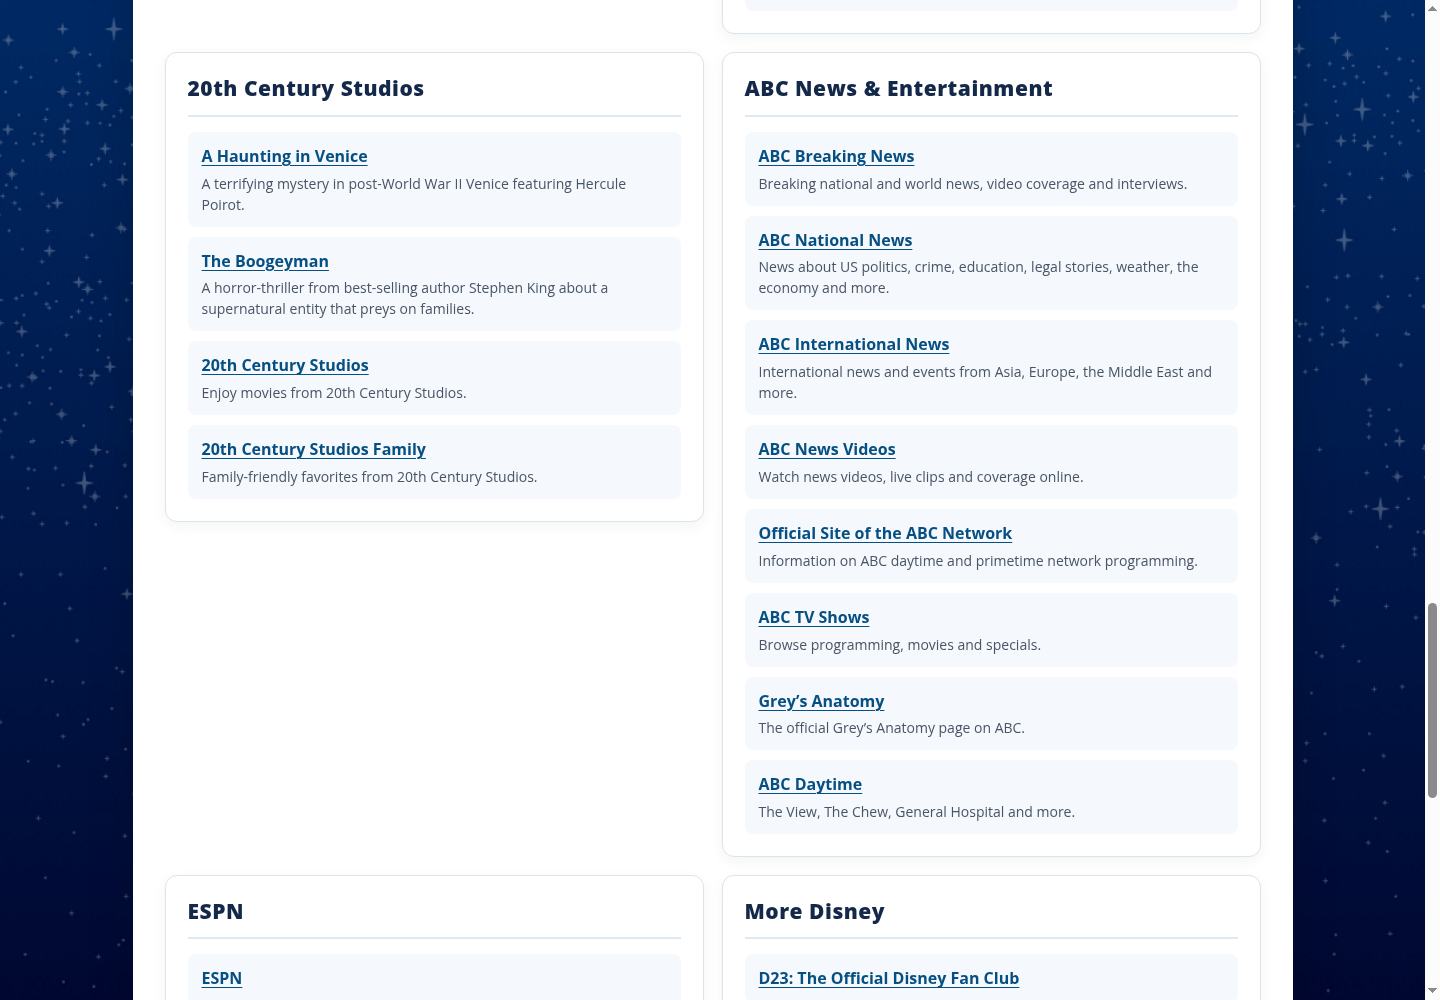 20th Century Studios
A Haunting in Venice
A terrifying mystery in post-World War II Venice featuring Hercule
Poirot.
The Boogeyman
A horror-thriller from best-selling author Stephen King about a
supernatural entity that preys on families.
20th Century Studios
Enjoy movies from 20th Century Studios.
20th Century Studios Family
Family-friendly favorites from 20th Century Studios.
ABC News & Entertainment
ABC Breaking News
Breaking national and world news, video coverage and interviews.
ABC National News
News about US politics, crime, education, legal stories, weather, the
economy and more.
ABC International News
International news and events from Asia, Europe, the Middle East and
more.
ABC News Videos
Watch news videos, live clips and coverage online.
Official Site of the ABC Network
Information on ABC daytime and primetime network programming.
ABC TV Shows
Browse programming, movies and specials.
Grey’s Anatomy
The official Grey’s Anatomy page on ABC.
ABC Daytime
The View, The Chew, General Hospital and more.
ESPN
ESPN
More Disney
D23: The Official Disney Fan Club